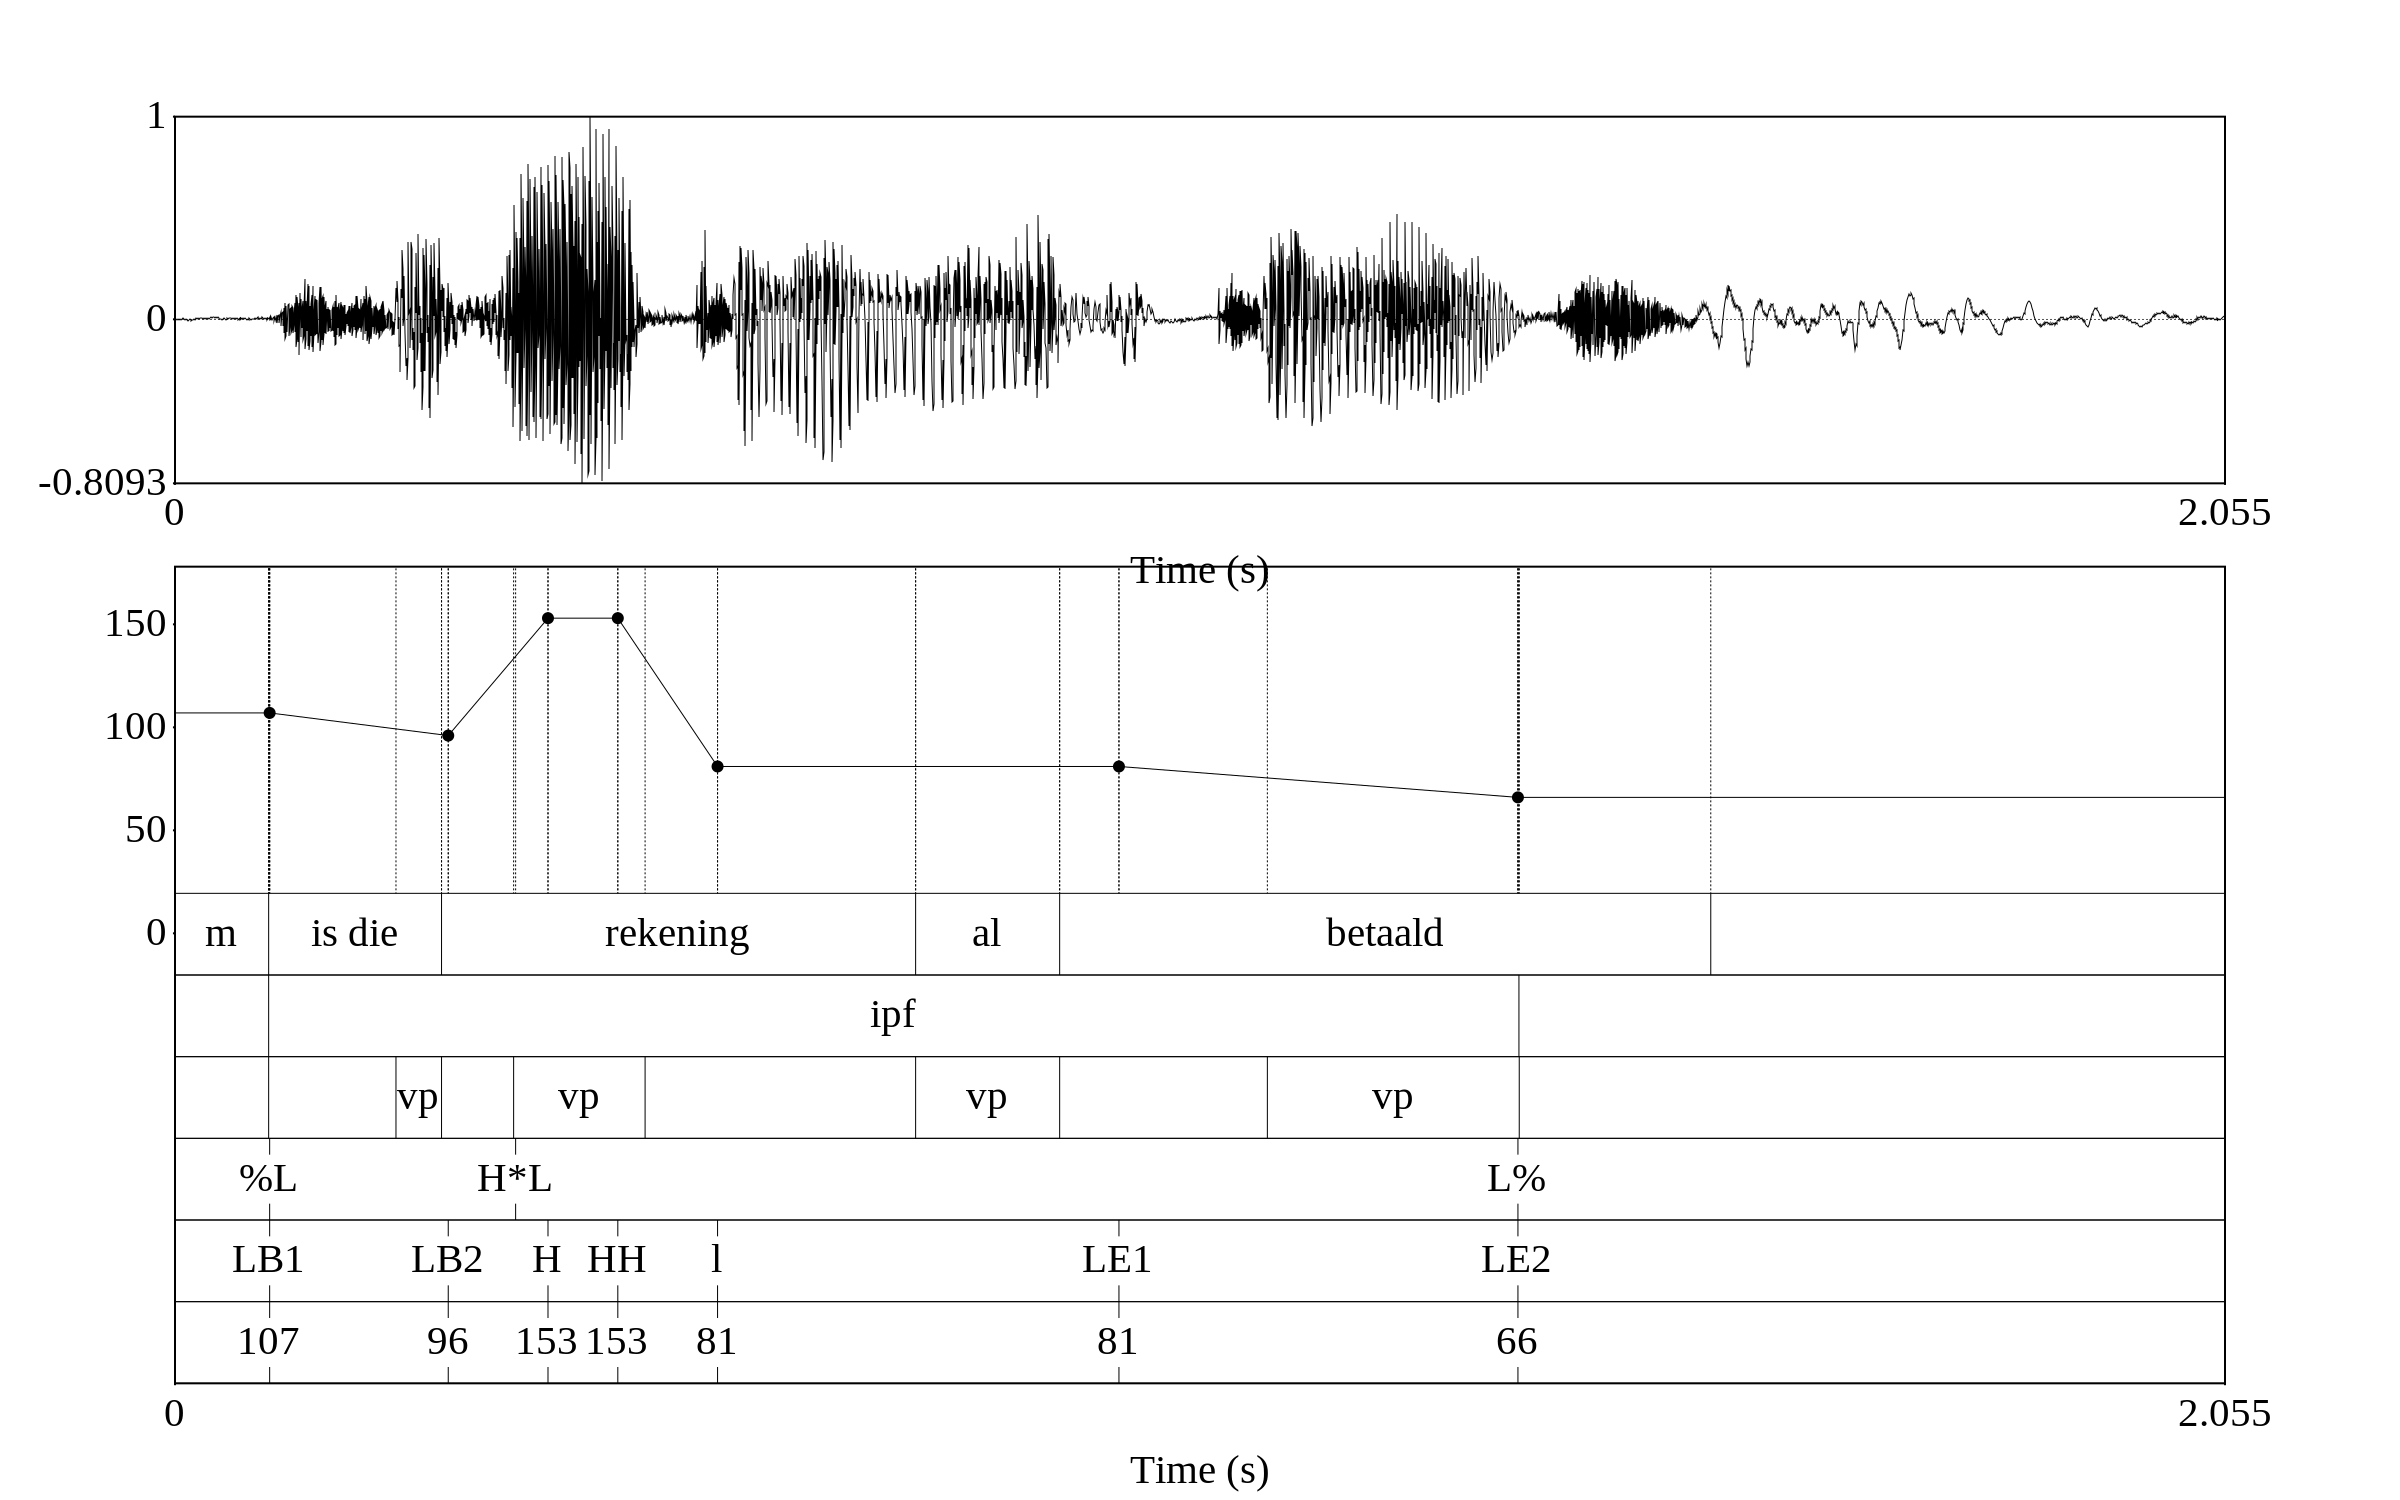 1
0
-0.8093
0 2.055
Time (s)
150
100
50
0 m is die rekening al betaald
ipf
vp vp vp vp
%L H*L L%
LB1 LB2 H HH l LE1 LE2
107 96 153 153 81 81 66
0 2.055
Time (s)